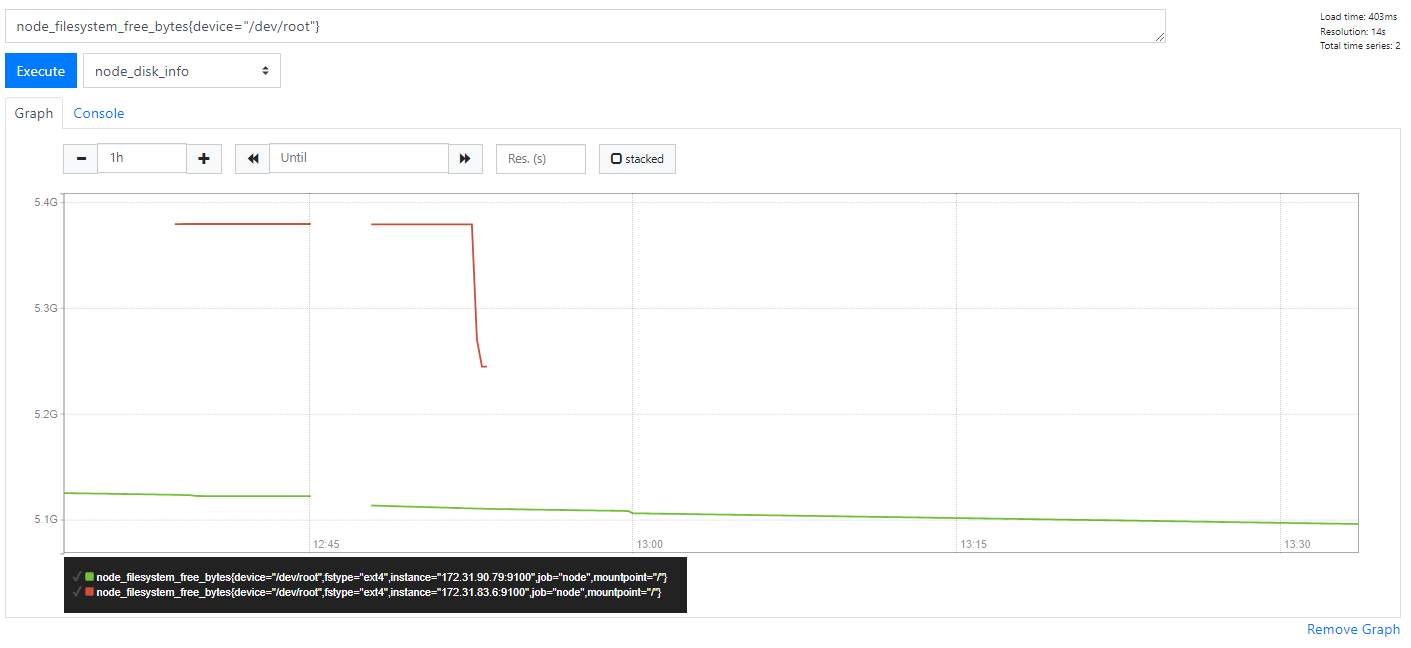 node_filesystem_free_bytes{device="/dev/root"}
Load time: 403ms
Resolution: 14s
Total time series: 2
Execute
node_disk_info
Graph
Console
1h
Until
Res. (s)
stacked
5.4G
5.3G
5.2G
5.1G
12:45
13:00
13:15
13:30
node_filesystem_free_bytes{device="/dev/root",fstype="ext4",instance="172.31.90.79:9100",job="node",mountpoint="/"}
node_filesystem_free_bytes{device="/dev/root",fstype="ext4",instance="172.31.83.6:9100",job="node",mountpoint="/"}
Remove Graph